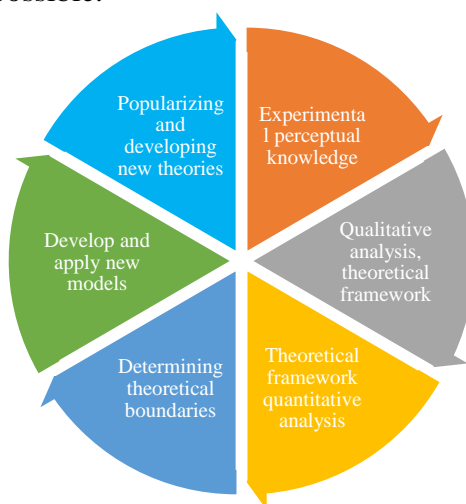 Experimenta
l perceptual
knowledge
Qualitative
analysis,
theoretical
framework
Theoretical
framework
quantitative
analysis
Determining
theoretical
boundaries
Develop and
apply new
models
Popularizing
and
developing
new theories